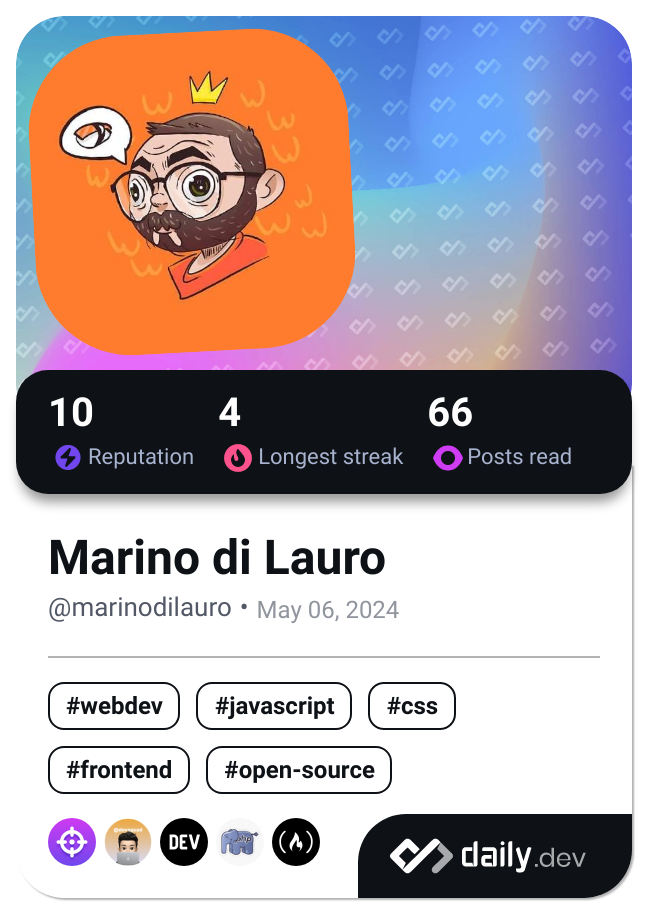 10 4 66
Reputation Longest streak Posts read
Marino di Lauro
@marinodilauro • May 06, 2024
#webdev #javascript #css
#frontend #open-source
DEV php
daily.dev